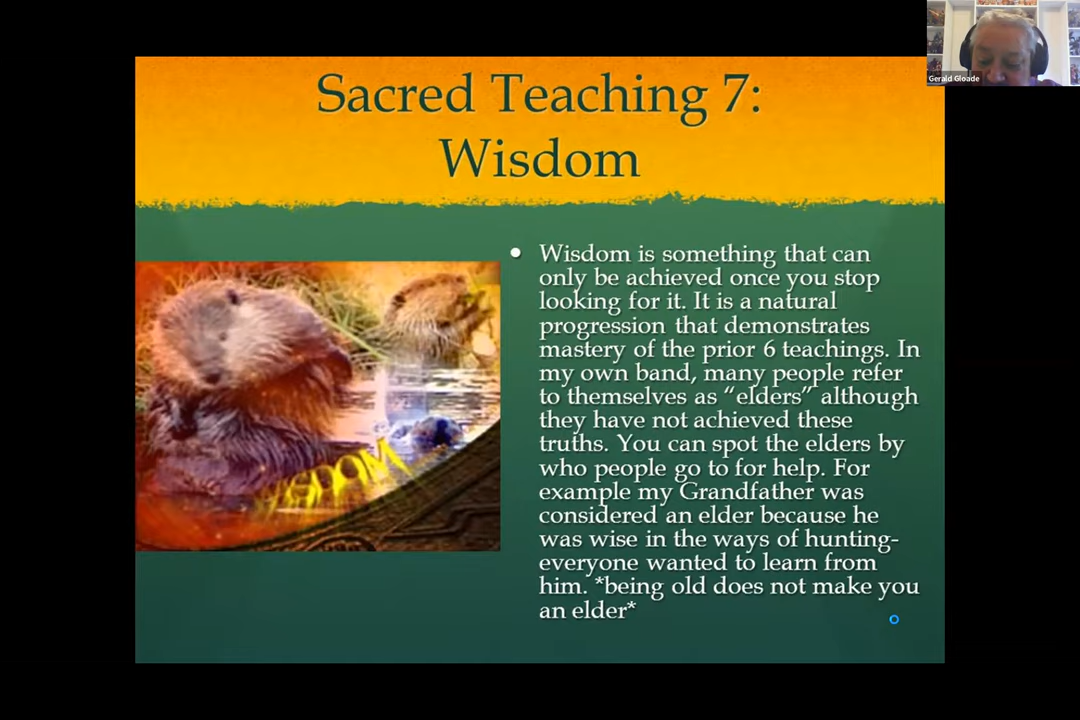 Gerald Gloade
Sacred Teaching 7:
Wisdom
Wisdom is something that can
only be achieved once you stop
looking for it. It is a natural
progression that demonstrates
mastery of the prior 6 teachings. In
my own band, many people refer
to themselves as “elders” although
they have not achieved these
truths. You can spot the elders by
who people go to for help. For
example my Grandfather was
considered an elder because he
was wise in the ways of hunting-
everyone wanted to learn from
him. *being old does not make you
an elder*
WISDOM